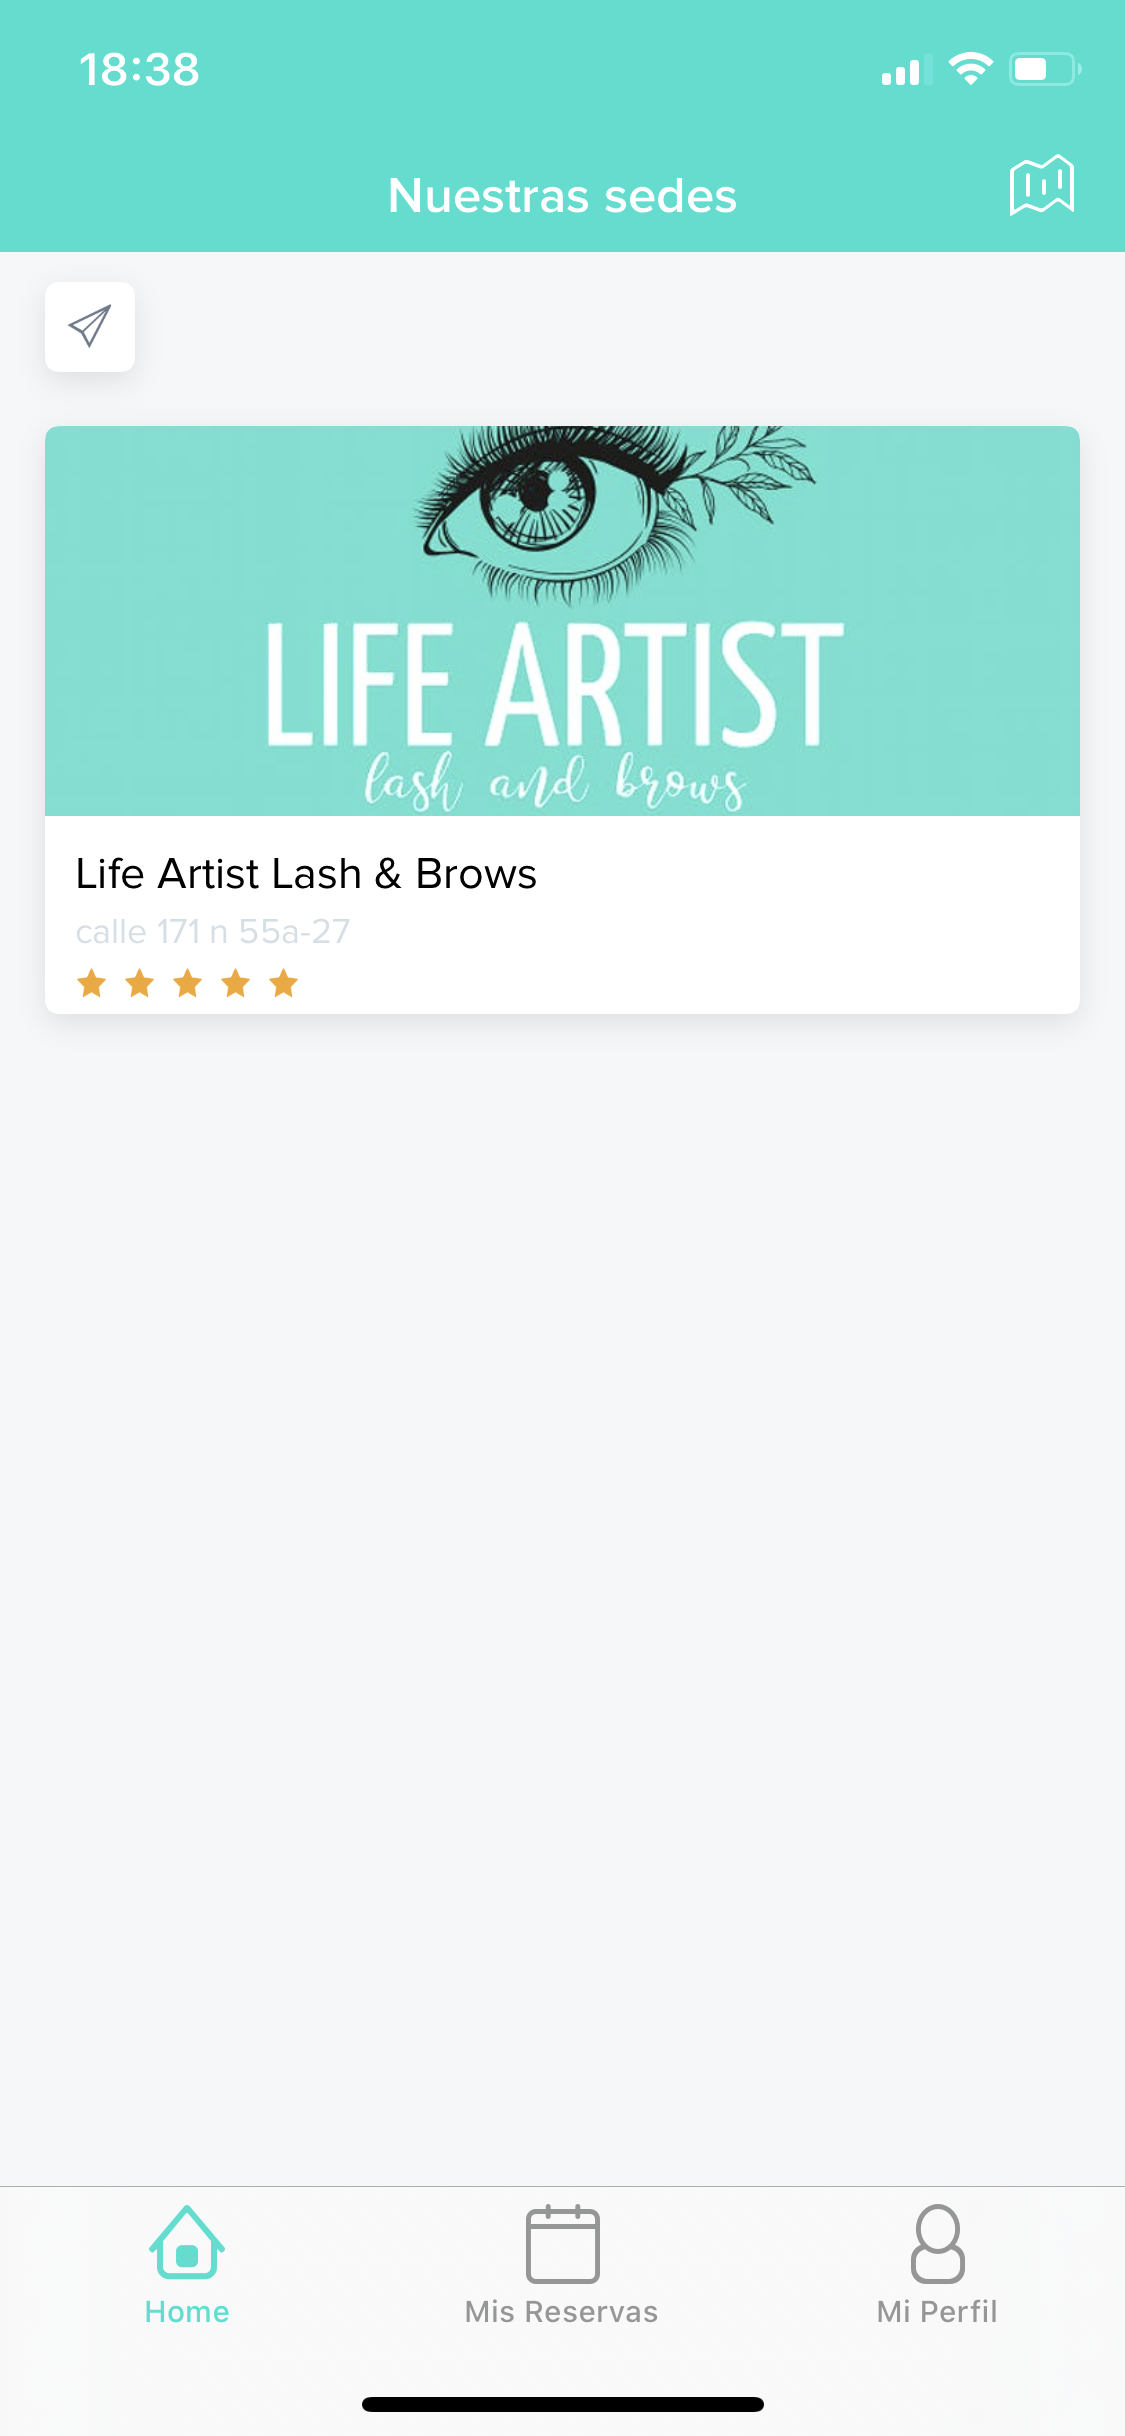 18:38
Nuestras sedes
LIFE ARTIST
lash and brows
Life Artist Lash & Brows
calle 171 n 55a-27
Home
Mis Reservas
Mi Perfil